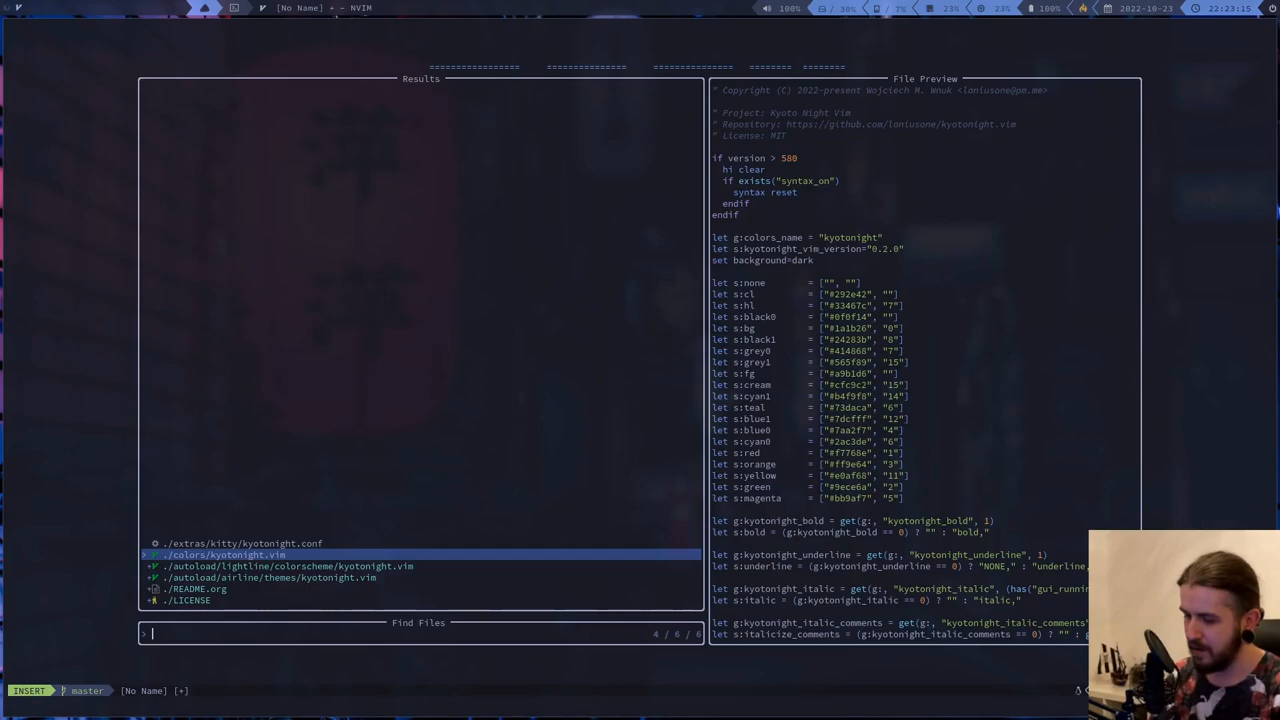 [No Name] + - NVIM
100% / 30% / 7% 23% 23% 100% 2022-10-23 22:23:15
================ =============== ================ ======== ========
Results
./extras/kitty/kyotonight.conf
> ./colors/kyotonight.vim
+ ./autoload/lightline/colorscheme/kyotonight.vim
+ ./autoload/airline/themes/kyotonight.vim
+ ./README.org
+ ./LICENSE
Find Files
> 4 / 6 / 6
File Preview
" Copyright (C) 2022-present Wojciech M. Wnuk <laniusone@pm.me>
" Project: Kyoto Night Vim
" Repository: https://github.com/loniusone/kyotonight.vim
" License: MIT
if version > 580
hi clear
if exists("syntax_on")
syntax reset
endif
endif
let g:colors_name = "kyotonight"
let s:kyotonight_vim_version="0.2.0"
set background=dark
let s:none = ["", ""]
let s:cl = ["#292e42", ""]
let s:hl = ["#33467c", "7"]
let s:black0 = ["#0f0f14", ""]
let s:bg = ["#1a1b26", "0"]
let s:black1 = ["#24283b", "8"]
let s:grey0 = ["#414868", "7"]
let s:grey1 = ["#565f89", "15"]
let s:fg = ["#a9b1d6", ""]
let s:cream = ["#cfc9c2", "15"]
let s:cyan1 = ["#b4f9f8", "14"]
let s:teal = ["#73daca", "6"]
let s:blue1 = ["#7dcfff", "12"]
let s:blue0 = ["#7aa2f7", "4"]
let s:cyan0 = ["#2ac3de", "6"]
let s:red = ["#f7768e", "1"]
let s:orange = ["#ff9e64", "3"]
let s:yellow = ["#e0af68", "11"]
let s:green = ["#9ece6a", "2"]
let s:magenta = ["#bb9af7", "5"]
let g:kyotonight_bold = get(g:, "kyotonight_bold", 1)
let s:bold = (g:kyotonight_bold == 0) ? "" : "bold,"
let g:kyotonight_underline = get(g:, "kyotonight_underline", 1)
let s:underline = (g:kyotonight_underline == 0) ? "NONE," : "underline,
let g:kyotonight_italic = get(g:, "kyotonight_italic", (has("gui_runnin
let s:italic = (g:kyotonight_italic == 0) ? "" : "italic,"
let g:kyotonight_italic_comments = get(g:, "kyotonight_italic_comments"
let s:italicize_comments = (g:kyotonight_italic_comments == 0) ? "" : g
INSERT master [No Name] [+]